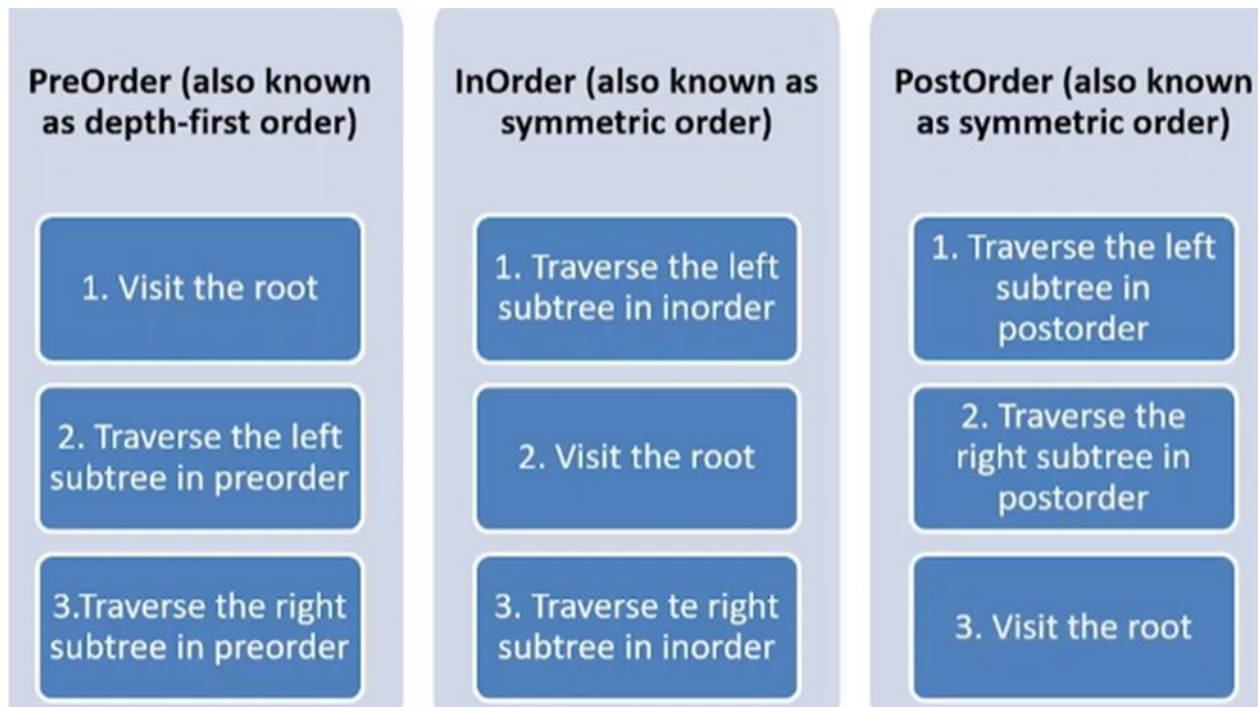 PreOrder (also known
as depth-first order)
1. Visit the root
2. Traverse the left
subtree in preorder
3.Traverse the right
subtree in preorder
InOrder (also known as
symmetric order)
1. Traverse the left
subtree in inorder
2. Visit the root
3. Traverse te right
subtree in inorder
PostOrder (also known
as symmetric order)
1. Traverse the left
subtree in
postorder
2. Traverse the
right subtree in
postorder
3. Visit the root